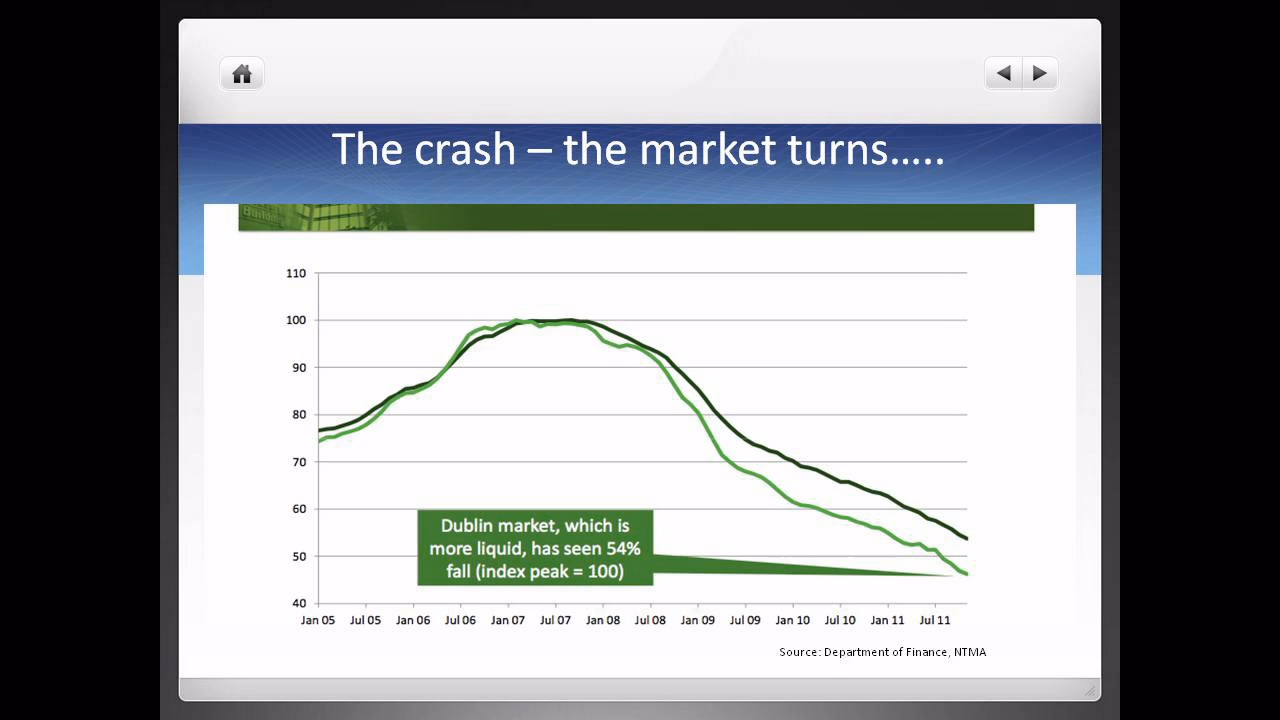 The crash – the market turns.....
Building
110
100
90
80
70
60
50
40
Dublin market, which is
more liquid, has seen 54%
fall (index peak = 100)
Jan 05 Jul 05 Jan 06 Jul 06 Jan 07 Jul 07 Jan 08 Jul 08 Jan 09 Jul 09 Jan 10 Jul 10 Jan 11 Jul 11
Source: Department of Finance, NTMA